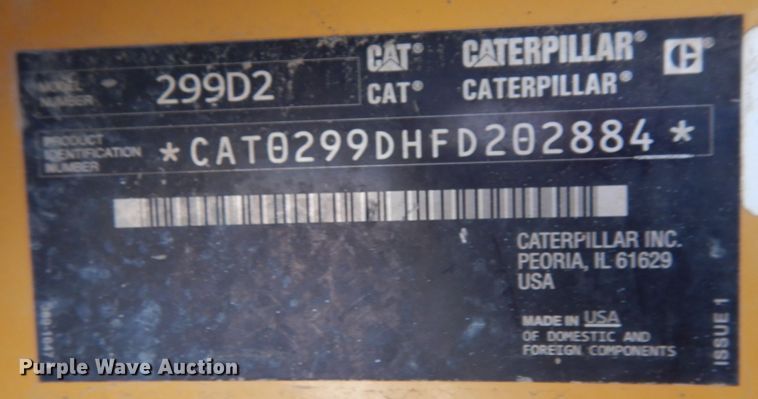 MODEL NUMBER 299D2
CAT® CATERPILLAR® C
CAT® CATERPILLAR®
PRODUCT IDENTIFICATION NUMBER *CAT0299DHFD202884*
CATERPILLAR INC.
PEORIA, IL 61629
USA
MADE IN USA
OF DOMESTIC AND
FOREIGN COMPONENTS
ISSUE 1
Purple Wave Auction